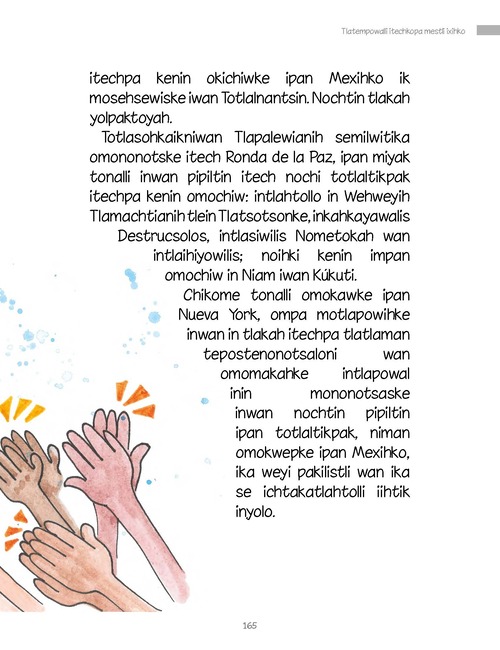 Tlatempowalli itechkopa mestli ixihko
itechpa kenin okichiwke ipan Mexihko ik
mosehsewiske iwan Totlalnantsin. Nochtin tlakah
yolpaktoyah.
Totlasohkaikniwan Tlapalewianih semilwitika
omononotske itech Ronda de la Paz, ipan miyak
tonalli inwan pipiltin itech nochi totlaltikpak
itechpa kenin omochiw: intlahtollo in Wehweyih
Tlamachtianih tlein Tlatsotsonke, inkahkayawalis
Destrucsolos, intlasiwilis Nometokah wan
intlaihiyowilis; noihki kenin impan
omochiw in Niam iwan Kúkuti.
Chikome tonalli omokawke ipan
Nueva York, ompa motlapowihke
inwan in tlakah itechpa tlatlaman
tepostenonotsaloni wan
omomakahke intlapowal
inin mononotsaske
inwan nochtin pipiltin
ipan totlaltikpak, niman
omokwepke ipan Mexihko,
ika weyi pakilistli wan ika
se ichtakatlahtolli iihtik
inyolo.
165